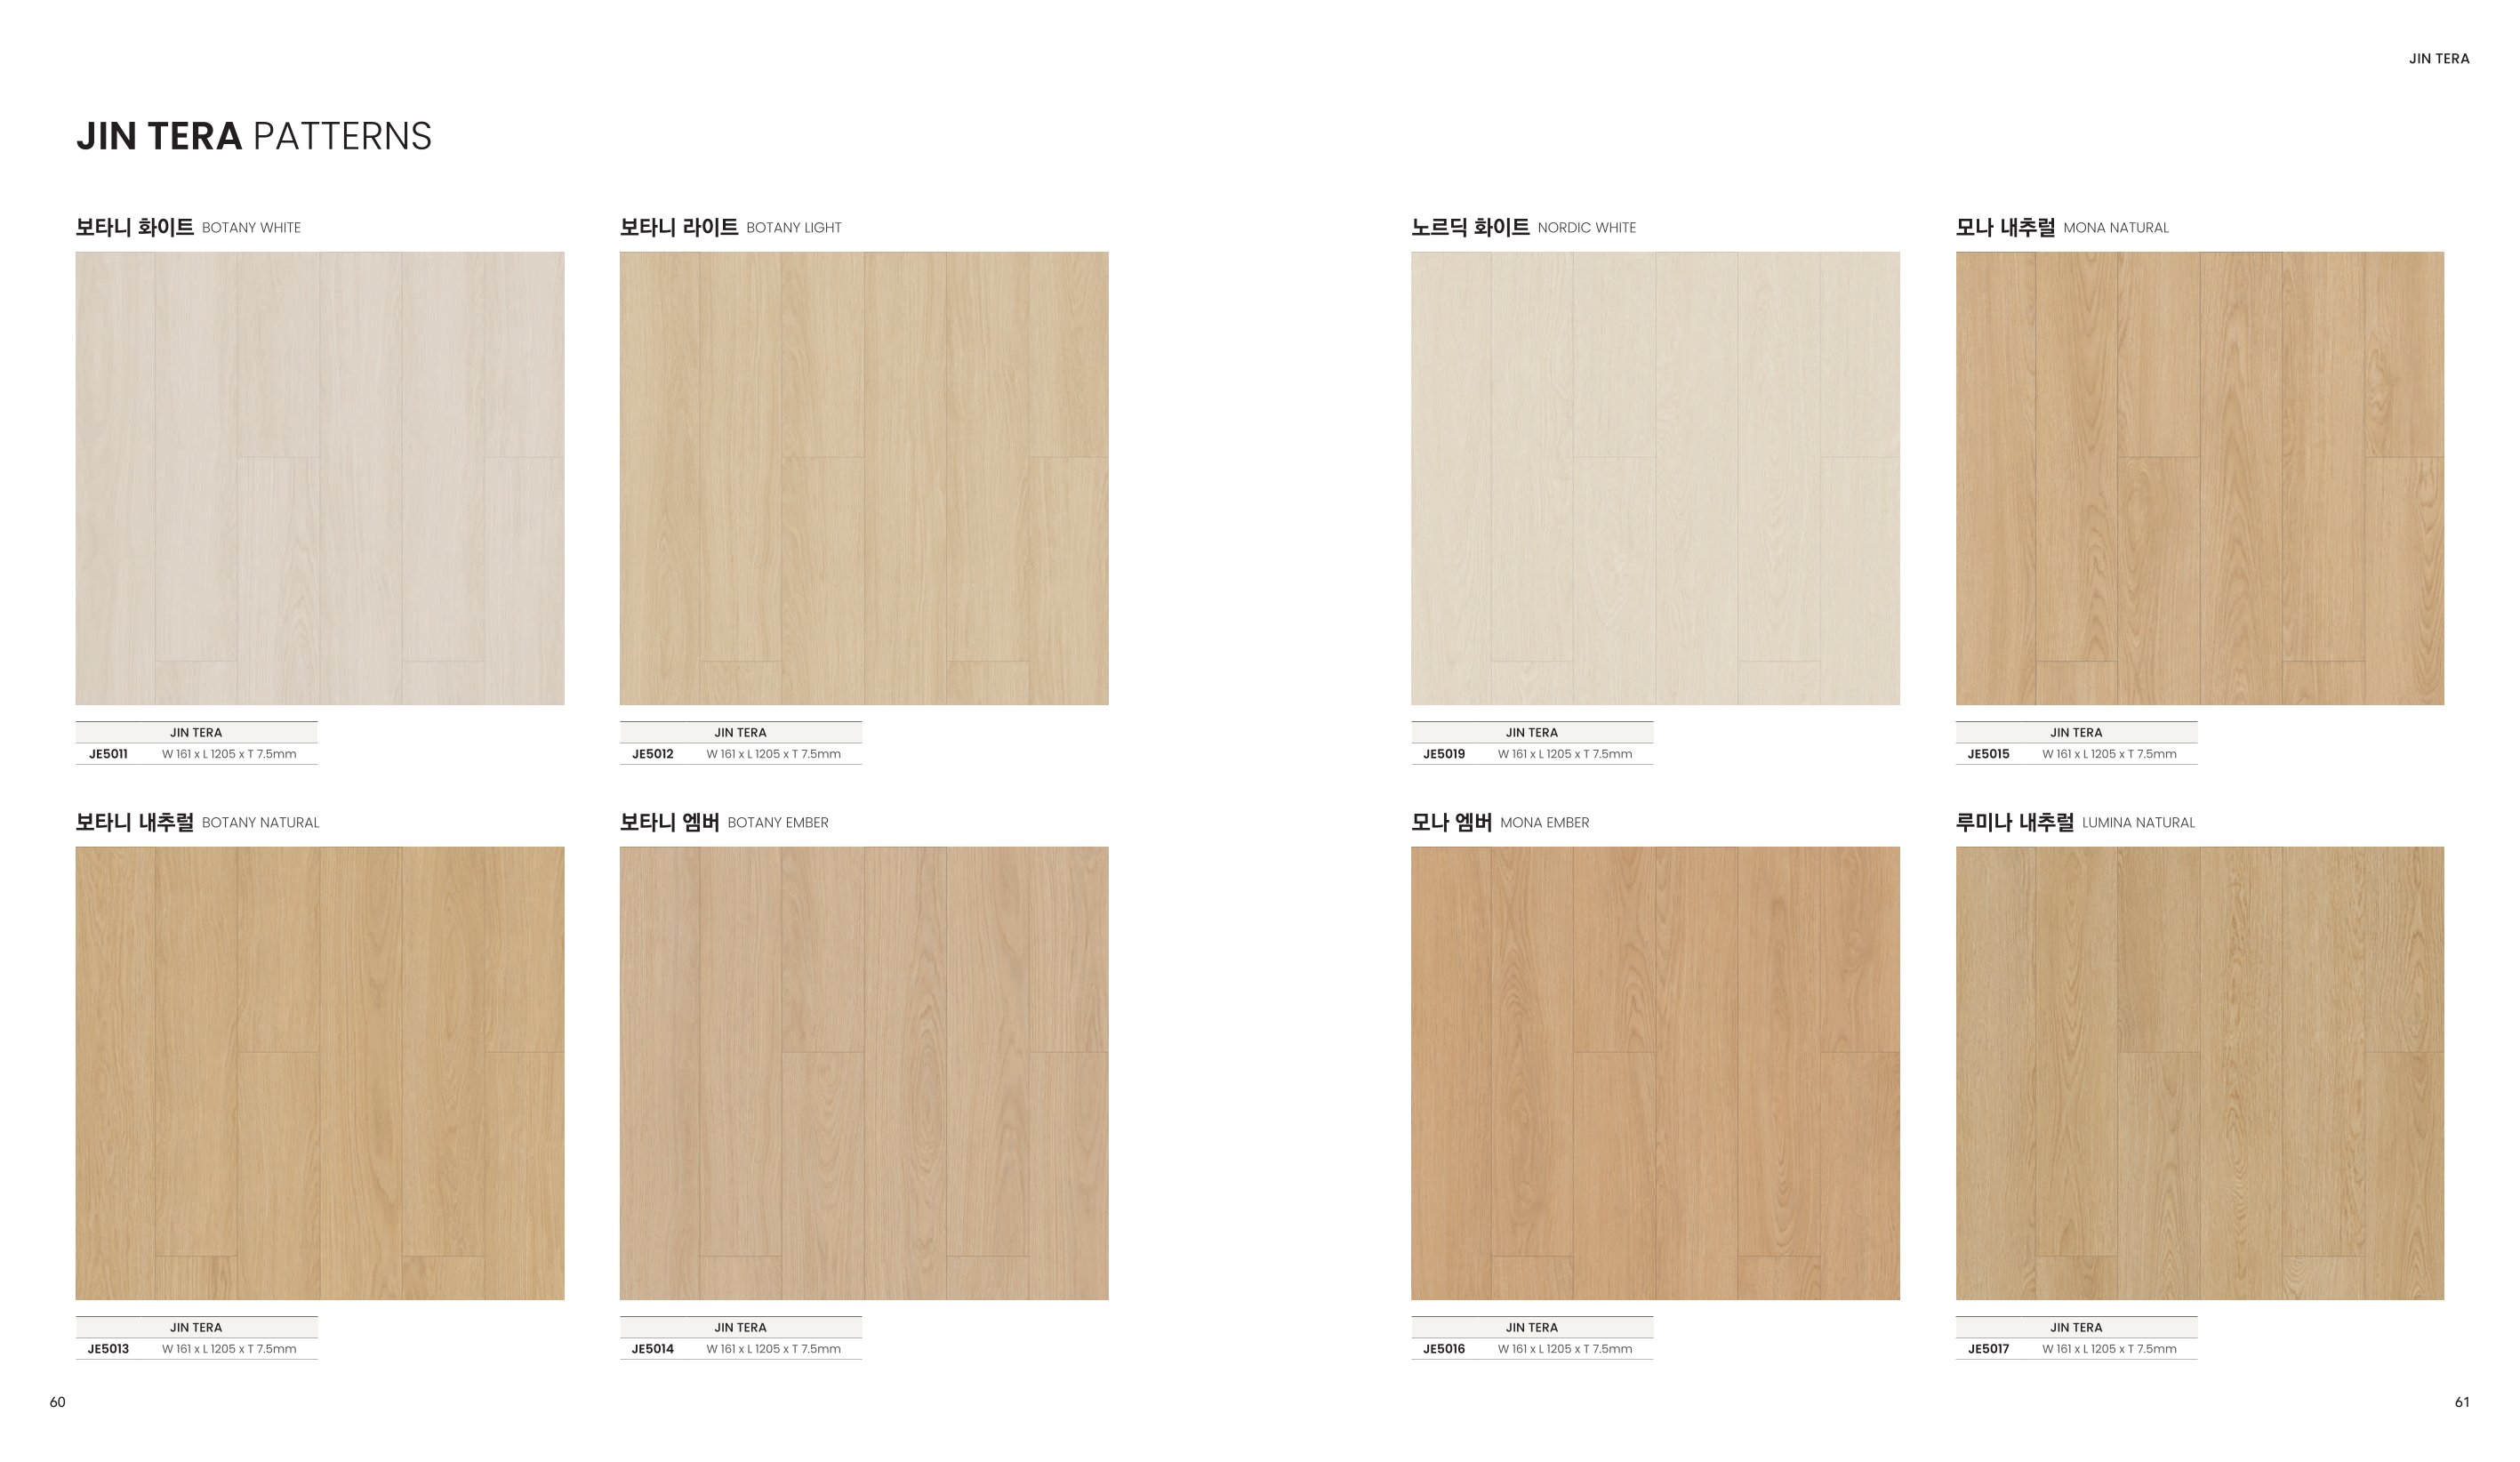 JIN TERA
JIN TERA PATTERNS
보타니 화이트 BOTANY WHITE
JIN TERA
JE5011 W 161 x L 1205 x T 7.5mm
보타니 라이트 BOTANY LIGHT
JIN TERA
JE5012 W 161 x L 1205 x T 7.5mm
보타니 내추럴 BOTANY NATURAL
JIN TERA
JE5013 W 161 x L 1205 x T 7.5mm
보타니 엠버 BOTANY EMBER
JIN TERA
JE5014 W 161 x L 1205 x T 7.5mm
60
노르딕 화이트 NORDIC WHITE
JIN TERA
JE5019 W 161 x L 1205 x T 7.5mm
모나 내추럴 MONA NATURAL
JIN TERA
JE5015 W 161 x L 1205 x T 7.5mm
모나 엠버 MONA EMBER
JIN TERA
JE5016 W 161 x L 1205 x T 7.5mm
루미나 내추럴 LUMINA NATURAL
JIN TERA
JE5017 W 161 x L 1205 x T 7.5mm
61